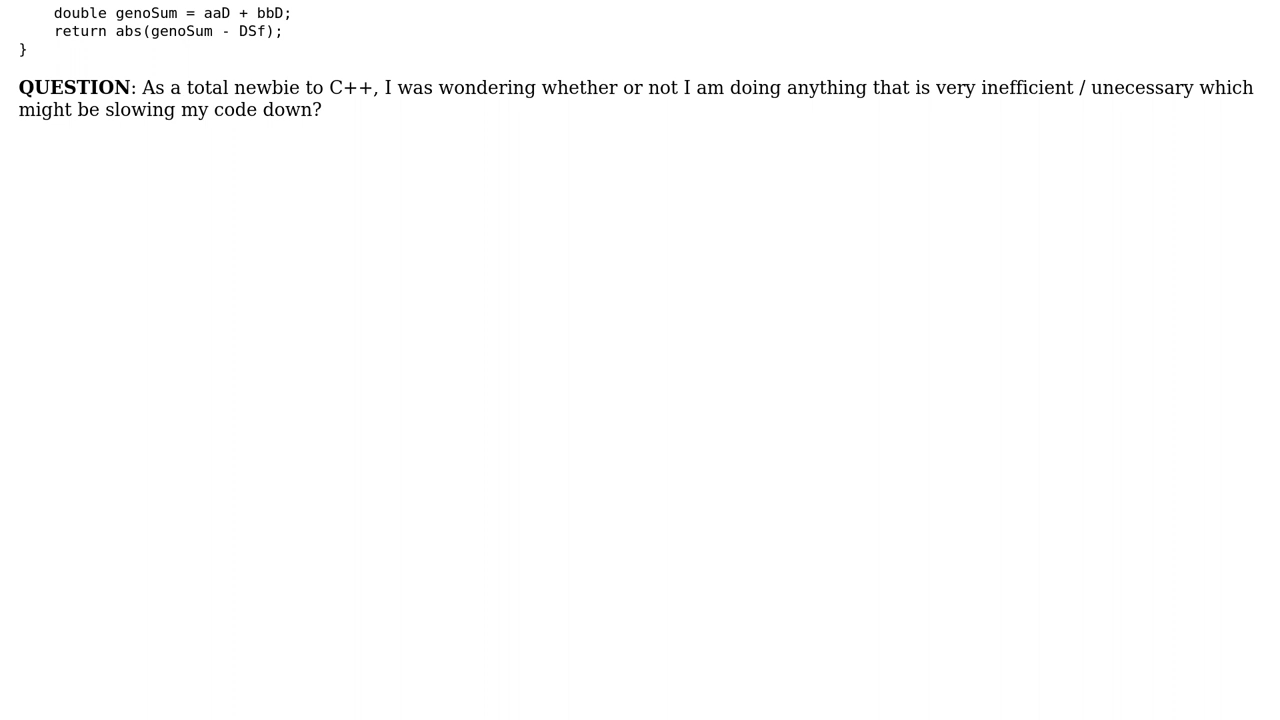 double genoSum = aaD + bbD;
    return abs(genoSum - DSf);
}
QUESTION: As a total newbie to C++, I was wondering whether or not I am doing anything that is very inefficient / unecessary which
might be slowing my code down?